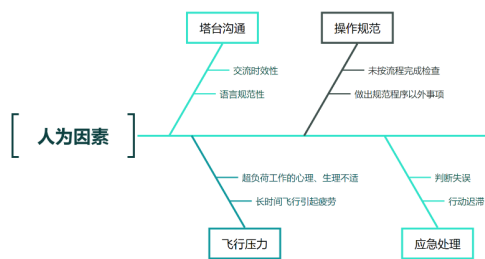 塔台沟通
操作规范
交流时效性
未按流程完成检查
语言规范性
做出规范程序以外事项
人为因素
超负荷工作的心理、生理不适
判断失误
长时间飞行引起疲劳
行动迟滞
飞行压力
应急处理